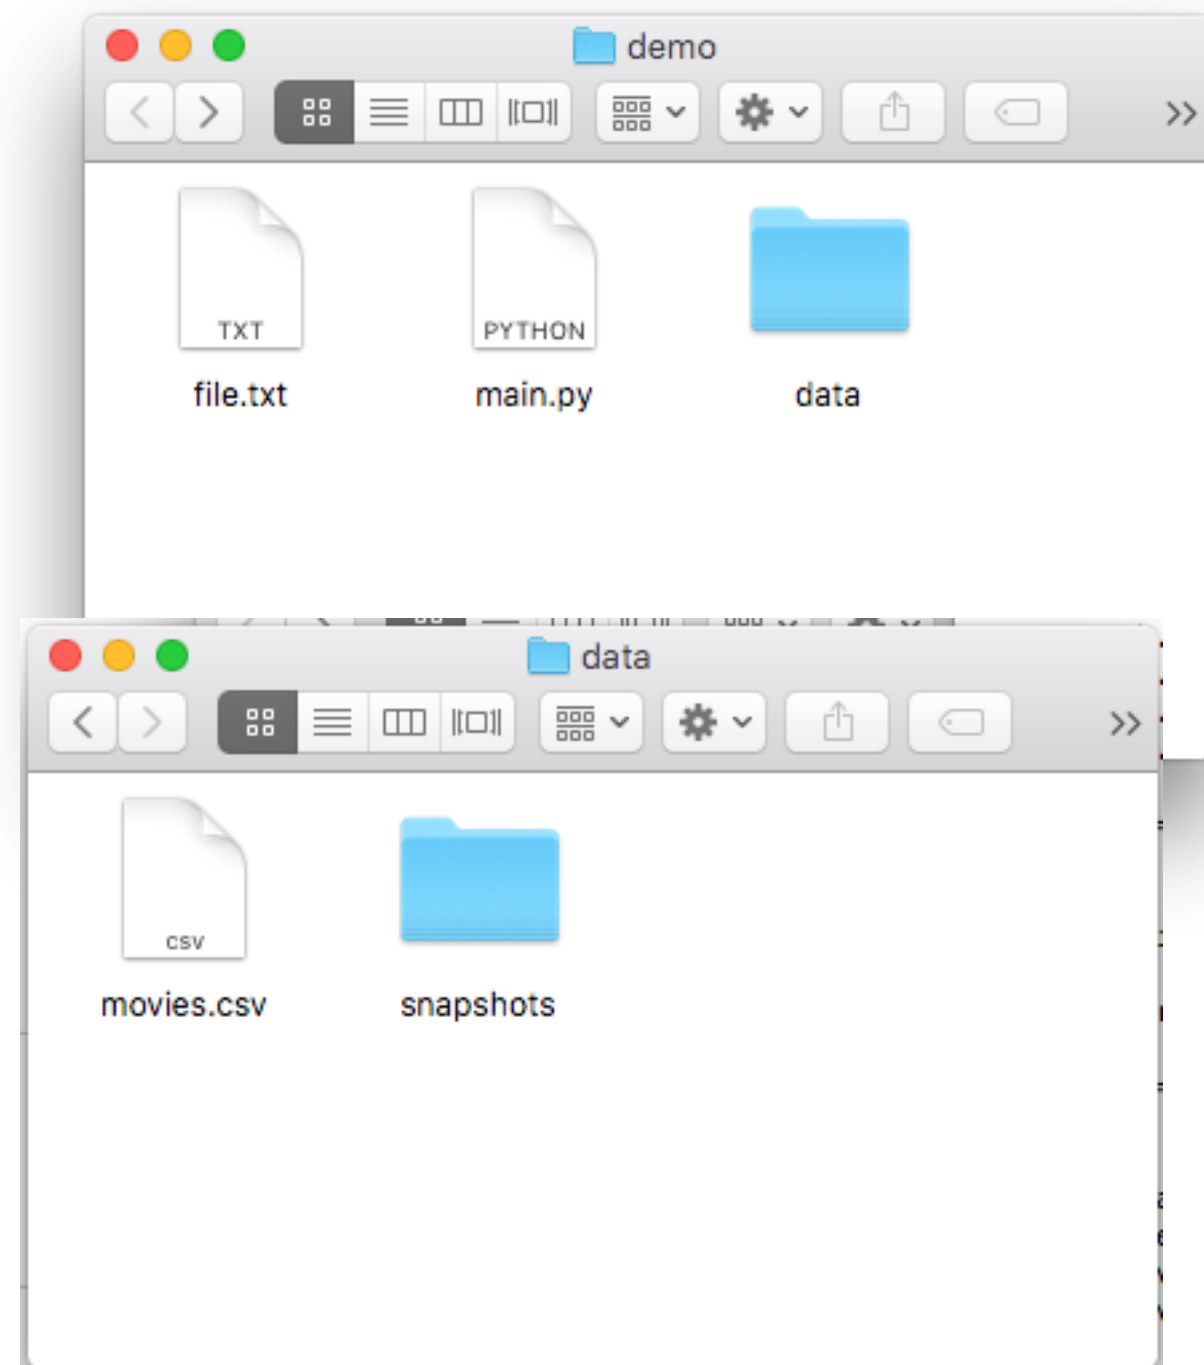 demo
TXT
PYTHON
file.txt
main.py
data
data
CSV
movies.csv
snapshots